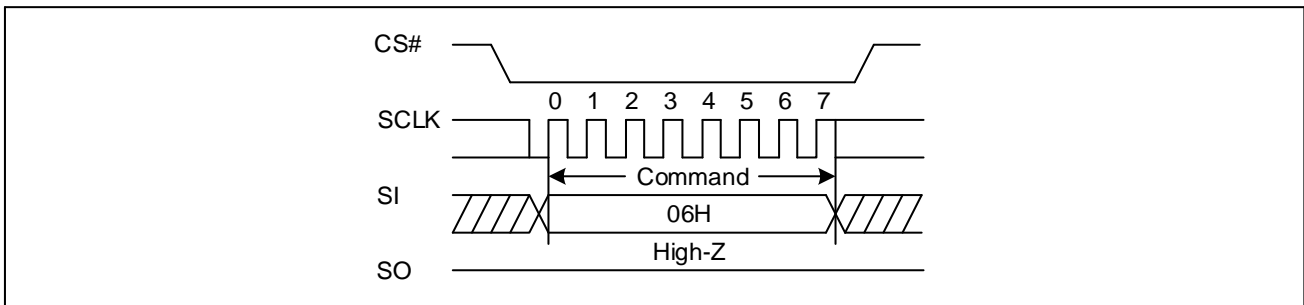 CS#
0 1 2 3 4 5 6 7
SCLK
Command
SI
06H
High-Z
SO